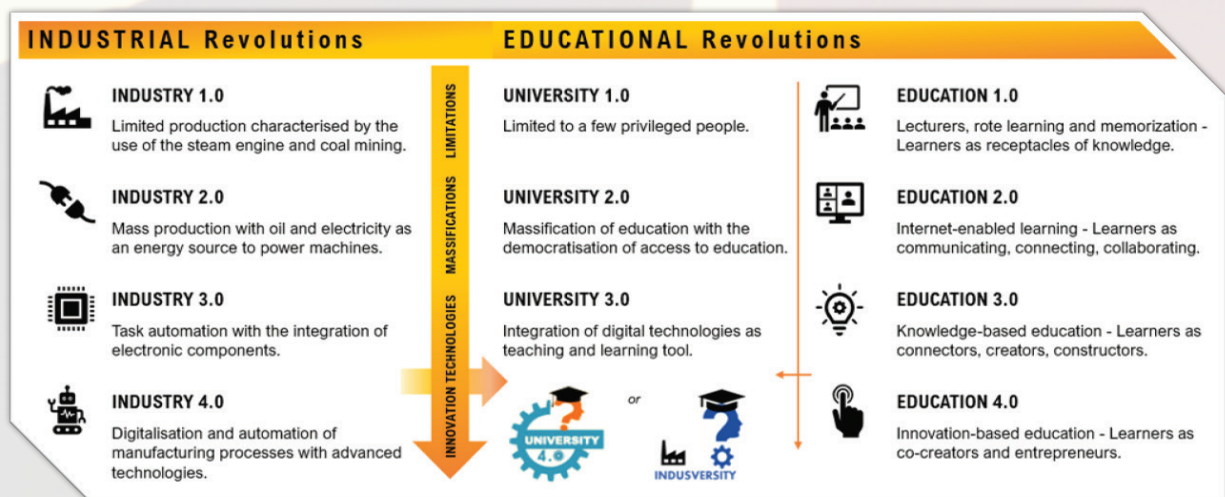 INDUSTRIAL Revolutions
EDUCATIONAL Revolutions
INDUSTRY 1.0
Limited production characterised by the
use of the steam engine and coal mining.
INDUSTRY 2.0
Mass production with oil and electricity as
an energy source to power machines.
INDUSTRY 3.0
Task automation with the integration of
electronic components.
INDUSTRY 4.0
Digitalisation and automation of
manufacturing processes with advanced
technologies.
LIMITATIONS
MASSIFICATIONS
INNOVATION TECHNOLOGIES
UNIVERSITY 1.0
Limited to a few privileged people.
UNIVERSITY 2.0
Massification of education with the
democratisation of access to education.
UNIVERSITY 3.0
Integration of digital technologies as
teaching and learning tool.
?
UNIVERSITY
4.0
or
?
INDUSVERSITY
EDUCATION 1.0
Lecturers, rote learning and memorization -
Learners as receptacles of knowledge.
EDUCATION 2.0
Internet-enabled learning - Learners as
communicating, connecting, collaborating.
EDUCATION 3.0
Knowledge-based education - Learners as
connectors, creators, constructors.
EDUCATION 4.0
Innovation-based education - Learners as
co-creators and entrepreneurs.